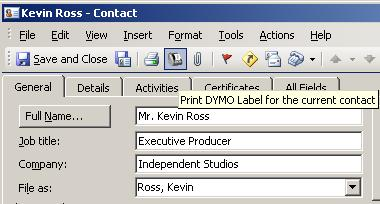 Kevin Ross - Contact
File Edit View Insert Format Tools Actions Help
Save and Close
General Details Activities Certificates All Fields
Print DYMO Label for the current contact
Full Name... Mr. Kevin Ross
Job title: Executive Producer
Company: Independent Studios
File as: Ross, Kevin